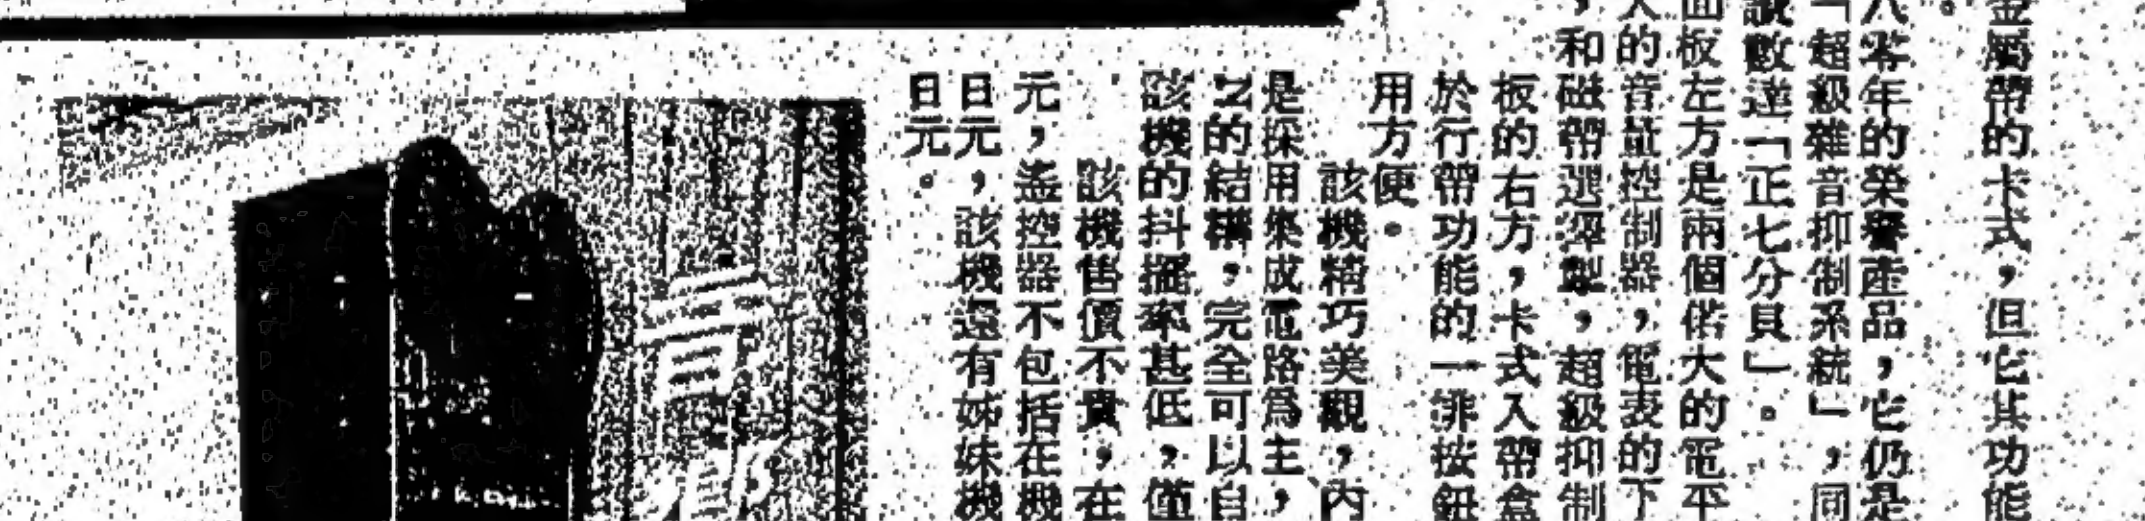 金屬帶的卡式，但它其功能
。
八零年的榮譽產品，它仍是
「超級雜音抑制系統」，同
數達「正七分貝」。
面板左方是兩個偌大的電平
大的音量控制器，電表的下
，和磁帶選擇掣，超級抑制
板的右方，卡式入帶盒
於行帶功能的一排按鈕
用方便。
該機精巧美觀，內
是採用集成電路爲主，
的結構，完全可以自
該機的抖搖率甚低，僅
該機售價不貴，在
元，遙控器不包括在機
日元，該機還有姊妹機
日元。